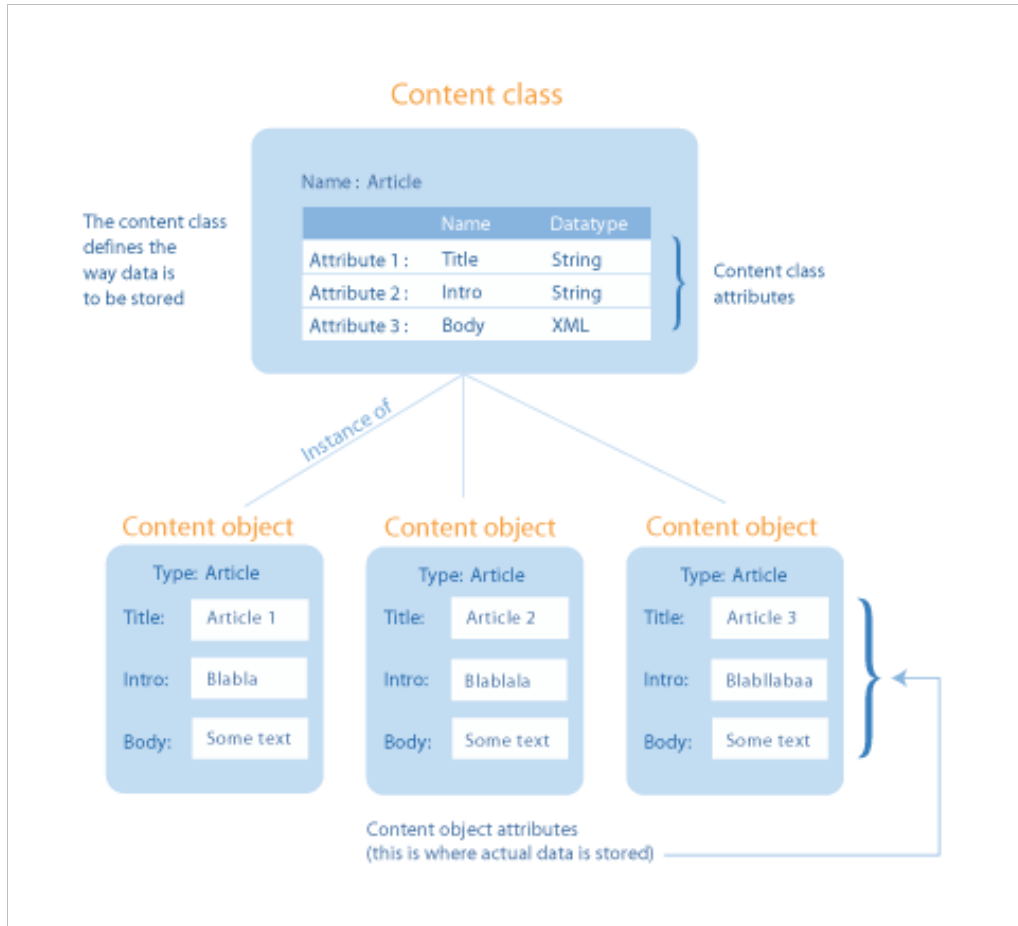 Content class
Name : Article
The content class
defines the
way data is
to be stored
Name Datatype
Attribute 1 : Title String
Attribute 2 : Intro String
Attribute 3 : Body XML
Content class
attributes
Instance of
Content object
Type: Article
Title: Article 1
Intro: Blabla
Body: Some text
Content object
Type: Article
Title: Article 2
Intro: Blablala
Body: Some text
Content object
Type: Article
Title: Article 3
Intro: Blabllabaa
Body: Some text
Content object attributes
(this is where actual data is stored)